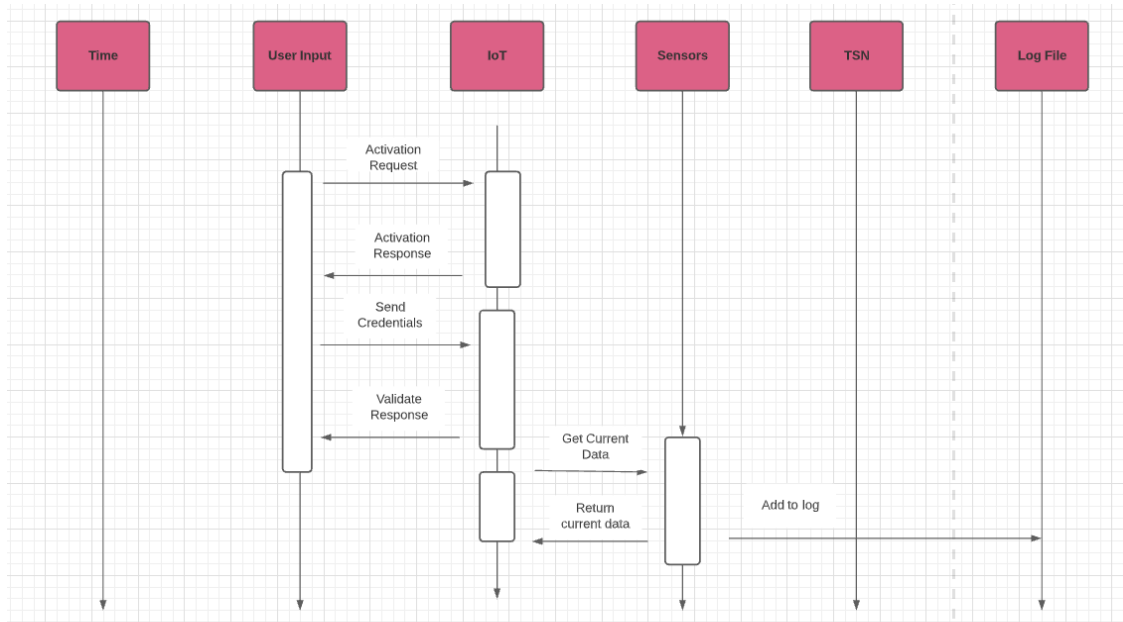 Time
User Input
IoT
Sensors
TSN
Log File
Activation
Request
Activation
Response
Send
Credentials
Validate
Response
Get Current
Data
Return
current data
Add to log